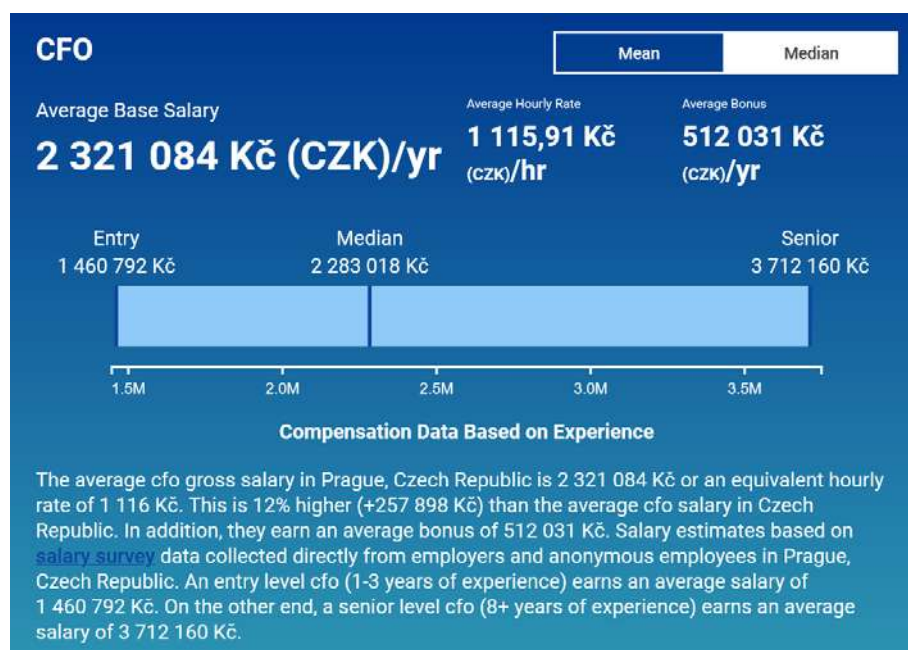 CFO
Mean Median
Average Base Salary
2 321 084 Kč (CZK)/yr
Average Hourly Rate
1 115,91 Kč
(CZK)/hr
Average Bonus
512 031 Kč
(CZK)/yr
Entry
1 460 792 Kč
Median
2 283 018 Kč
Senior
3 712 160 Kč
1.5M 2.0M 2.5M 3.0M 3.5M
Compensation Data Based on Experience
The average cfo gross salary in Prague, Czech Republic is 2 321 084 Kč or an equivalent hourly
rate of 1 116 Kč. This is 12% higher (+257 898 Kč) than the average cfo salary in Czech
Republic. In addition, they earn an average bonus of 512 031 Kč. Salary estimates based on
salary survey data collected directly from employers and anonymous employees in Prague,
Czech Republic. An entry level cfo (1-3 years of experience) earns an average salary of
1 460 792 Kč. On the other end, a senior level cfo (8+ years of experience) earns an average
salary of 3 712 160 Kč.